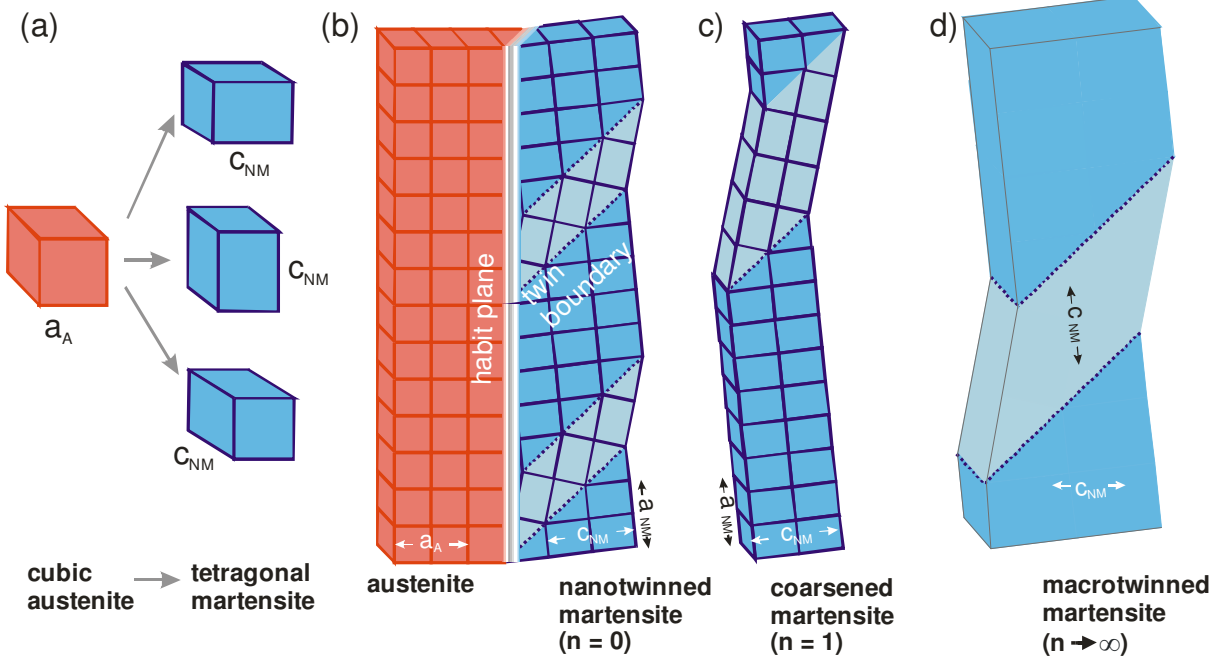 (a)
c_NM
a_A
c_NM
c_NM
cubic
austenite
tetragonal
martensite
(b)
habit plane
twin
boundary
a_A
c_NM
a_NM
austenite
nanotwinned
martensite
(n = 0)
c)
a_NM
c_NM
coarsened
martensite
(n = 1)
d)
c_NM
c_NM
macrotwinned
martensite
(n → ∞)